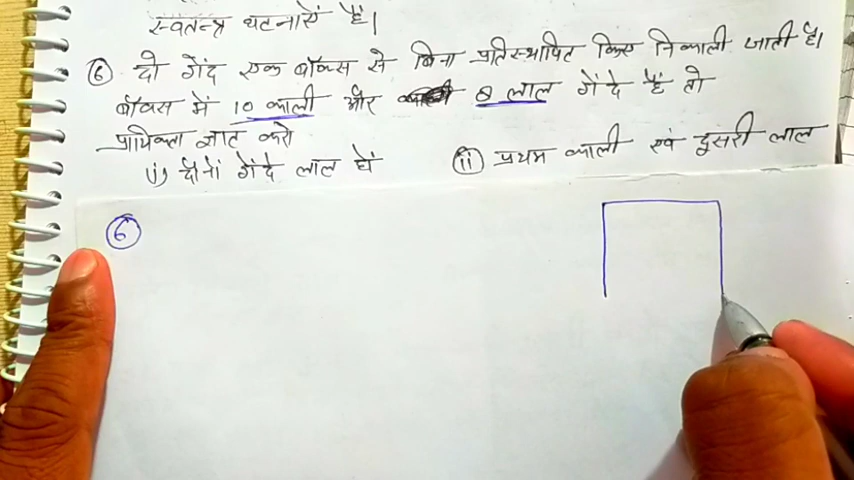 स्वतन्त्र घटनाएं हैं।
⑥ दो गेंद एक बॉक्स से बिना प्रतिस्थापित किए निकाली जाती है।
बॉक्स में 10 काली और 8 लाल गेंदे हैं तो
प्रायिकता ज्ञात करो
(i) दोनों गेंदे लाल हों (ii) प्रथम काली एवं दूसरी लाल
⑥